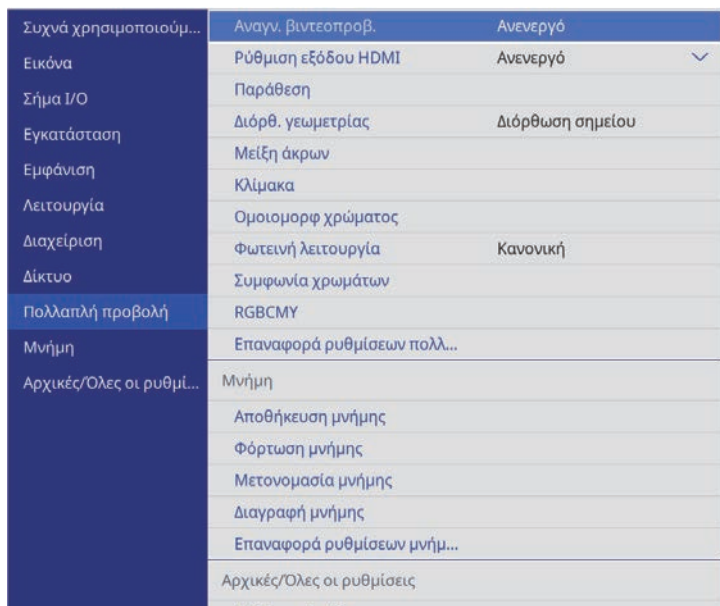 Συχνά χρησιμοποιούμ...
Εικόνα
Σήμα I/O
Εγκατάσταση
Εμφάνιση
Λειτουργία
Διαχείριση
Δίκτυο
Πολλαπλή προβολή
Μνήμη
Αρχικές/Όλες οι ρυθμί...
Αναγν. βιντεοπροβ. Ανενεργό
Ρύθμιση εξόδου HDMI Ανενεργό
Παράθεση
Διόρθ. γεωμετρίας Διόρθωση σημείου
Μείξη άκρων
Κλίμακα
Ομοιομορφ χρώματος
Φωτεινή λειτουργία Κανονική
Συμφωνία χρωμάτων
RGBCMY
Επαναφορά ρυθμίσεων πολλ...
Μνήμη
Αποθήκευση μνήμης
Φόρτωση μνήμης
Μετονομασία μνήμης
Διαγραφή μνήμης
Επαναφορά ρυθμίσεων μνήμ...
Αρχικές/Όλες οι ρυθμίσεις